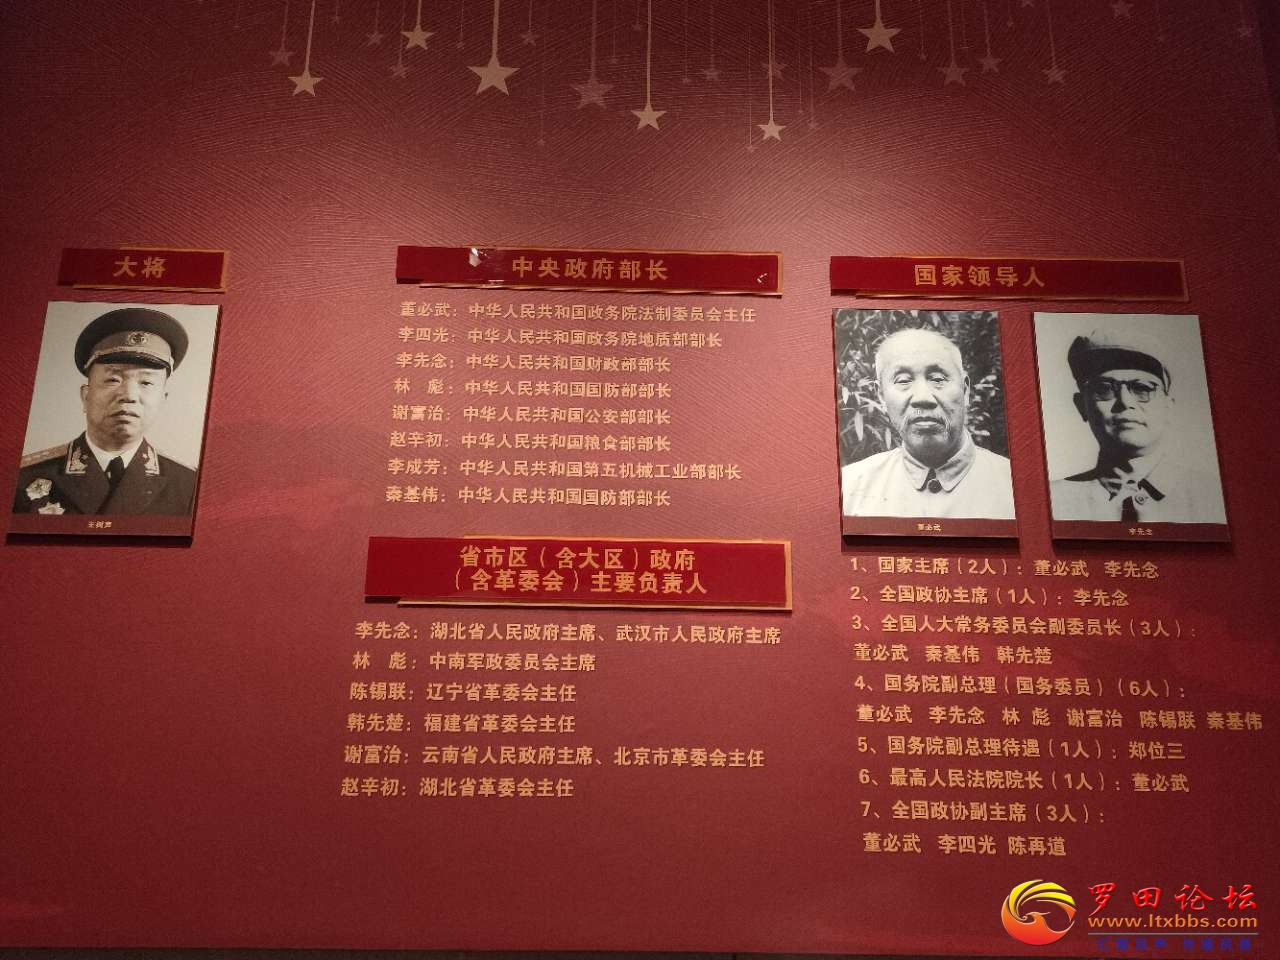 大将
王树声
中央政府部长
董必武：中华人民共和国政务院法制委员会主任
李四光：中华人民共和国政务院地质部部长
李先念：中华人民共和国财政部部长
林　彪：中华人民共和国国防部部长
谢富治：中华人民共和国公安部部长
赵辛初：中华人民共和国粮食部部长
李成芳：中华人民共和国第五机械工业部部长
秦基伟：中华人民共和国国防部部长
省市区（含大区）政府
（含革委会）主要负责人
李先念：湖北省人民政府主席、武汉市人民政府主席
林　彪：中南军政委员会主席
陈锡联：辽宁省革委会主任
韩先楚：福建省革委会主任
谢富治：云南省人民政府主席、北京市革委会主任
赵辛初：湖北省革委会主任
国家领导人
董必武
李先念
1、国家主席（2人）：董必武　李先念
2、全国政协主席（1人）：李先念
3、全国人大常务委员会副委员长（3人）：
董必武　秦基伟　韩先楚
4、国务院副总理（国务委员）（6人）：
董必武　李先念　林 彪　谢富治　陈锡联 秦基伟
5、国务院副总理待遇（1人）：郑位三
6、最高人民法院院长（1人）：董必武
7、全国政协副主席（3人）：
董必武　李四光　陈再道
罗田论坛
www.ltxbbs.com